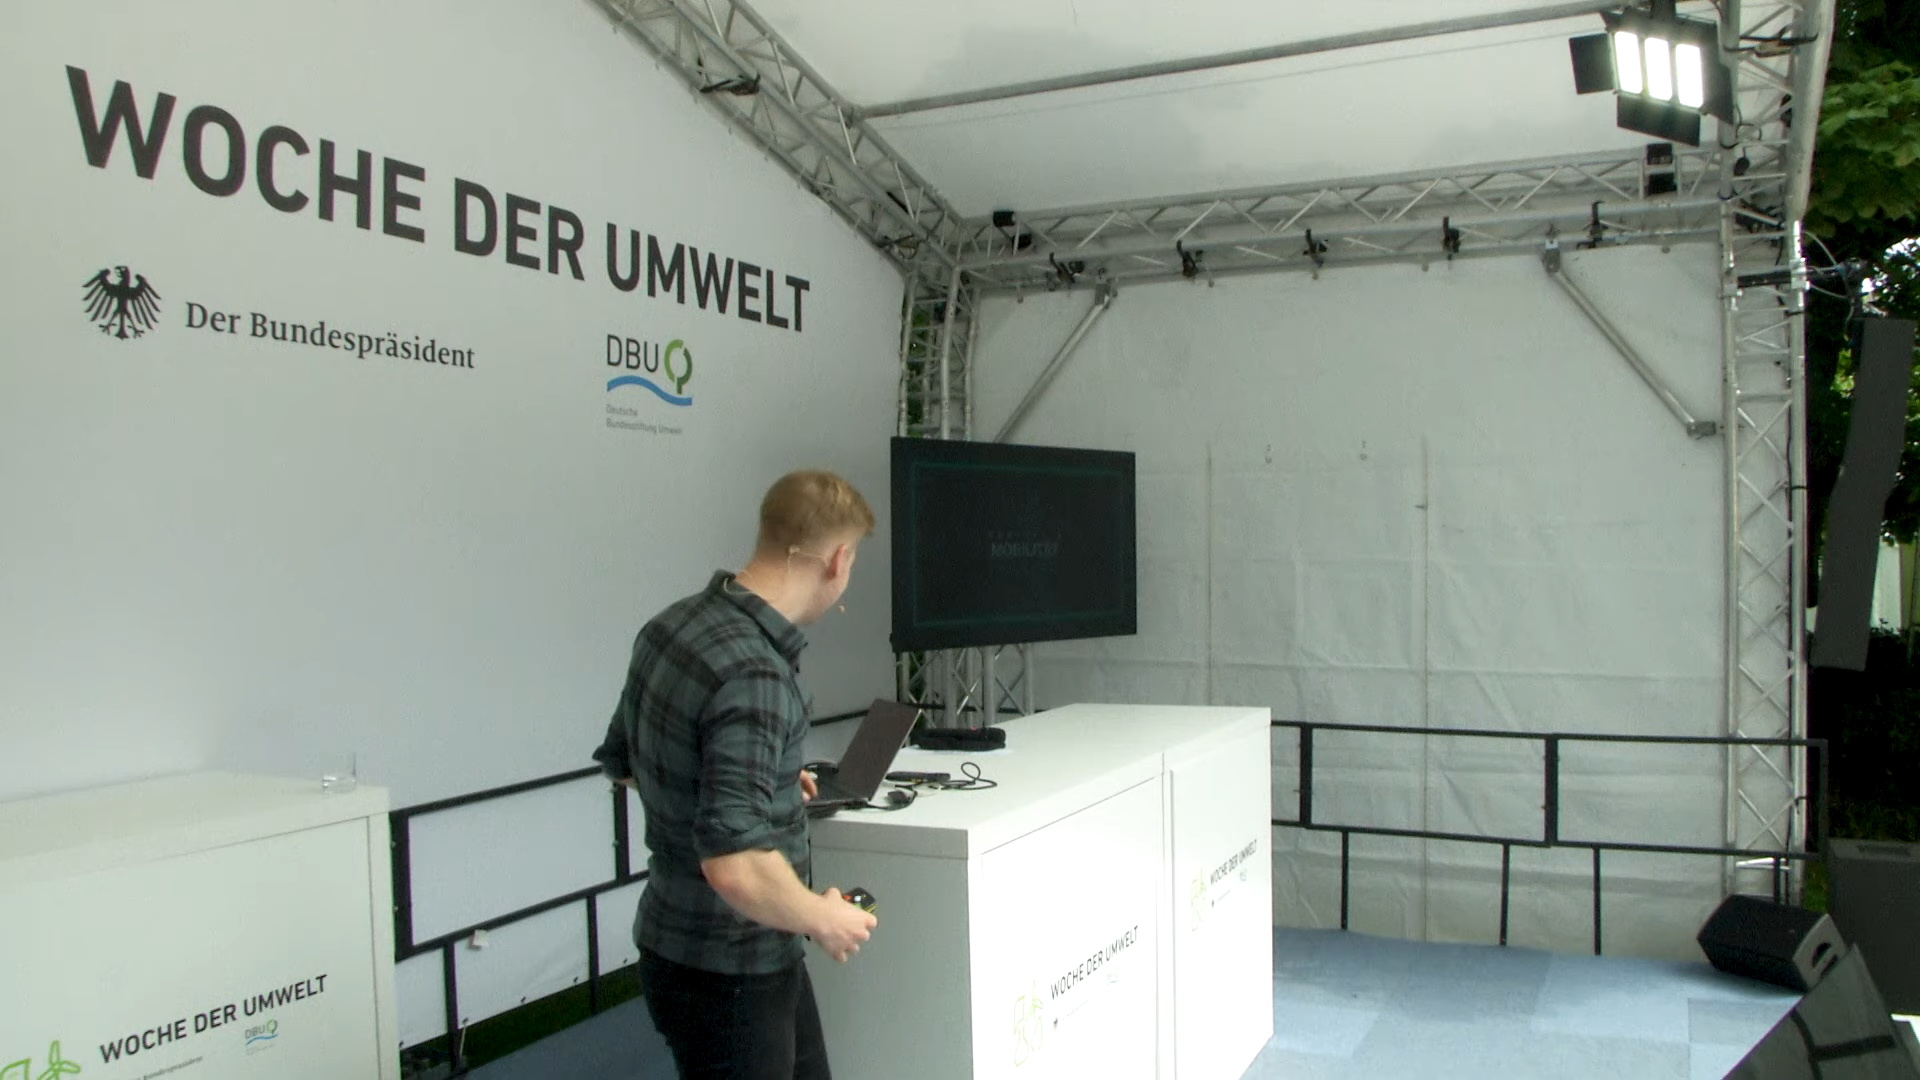 WOCHE DER UMWELT
Der Bundespräsident
DBU
Deutsche
Bundesstiftung Umwelt
MOBILITÄT
WOCHE DER UMWELT
WOCHE DER UMWELT
WOCHE DER UMWELT
DBU